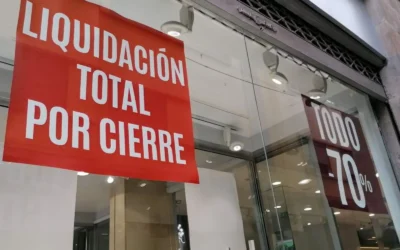 LIQUIDACIÓN
TOTAL
POR CIERRE
TODO
-70%